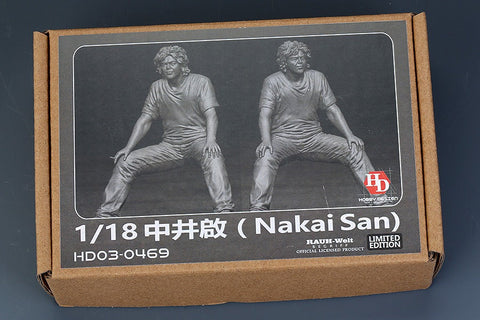 HD
HOBBY DESIGN
1/18 中井啟 ( Nakai San)
HD03-0469
RAUH-Welt
BEGRIFF
OFFICIAL LICENSED PRODUCT
LIMITED
EDITION